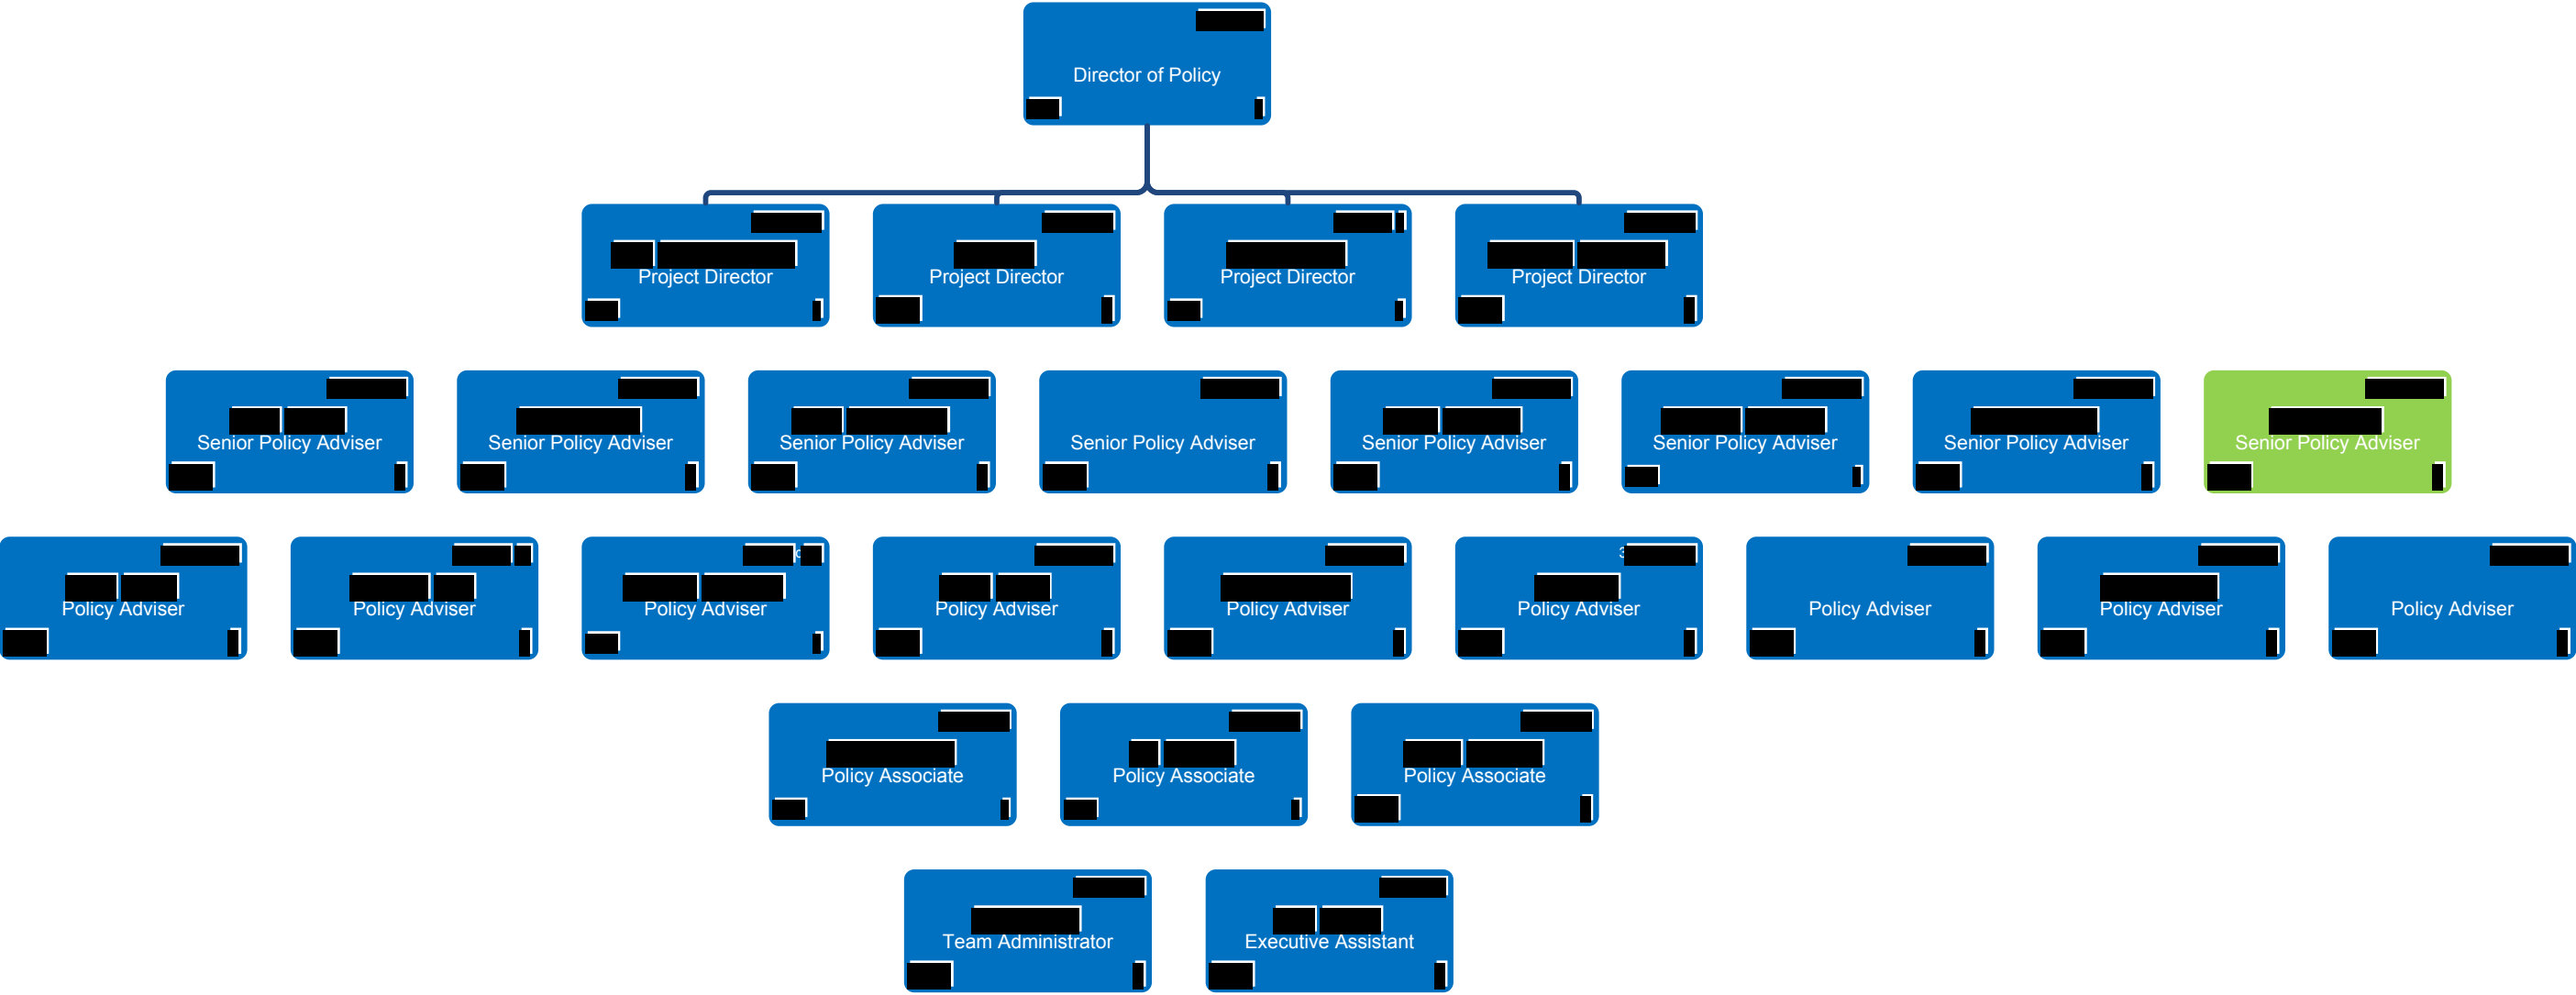 Director of Policy
Project Director
Project Director
Project Director
Project Director
Senior Policy Adviser
Senior Policy Adviser
Senior Policy Adviser
Senior Policy Adviser
Senior Policy Adviser
Senior Policy Adviser
Senior Policy Adviser
Senior Policy Adviser
Policy Adviser
Policy Adviser
Policy Adviser
Policy Adviser
Policy Adviser
3
Policy Adviser
Policy Adviser
Policy Adviser
Policy Adviser
Policy Associate
Policy Associate
Policy Associate
Team Administrator
Executive Assistant